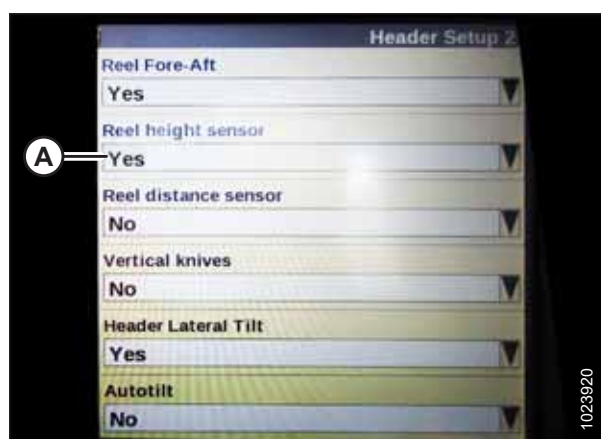 Header Setup 2
Reel Fore-Aft
Yes
Reel height sensor
A
Yes
Reel distance sensor
No
Vertical knives
No
Header Lateral Tilt
Yes
Autotilt
No
1023920